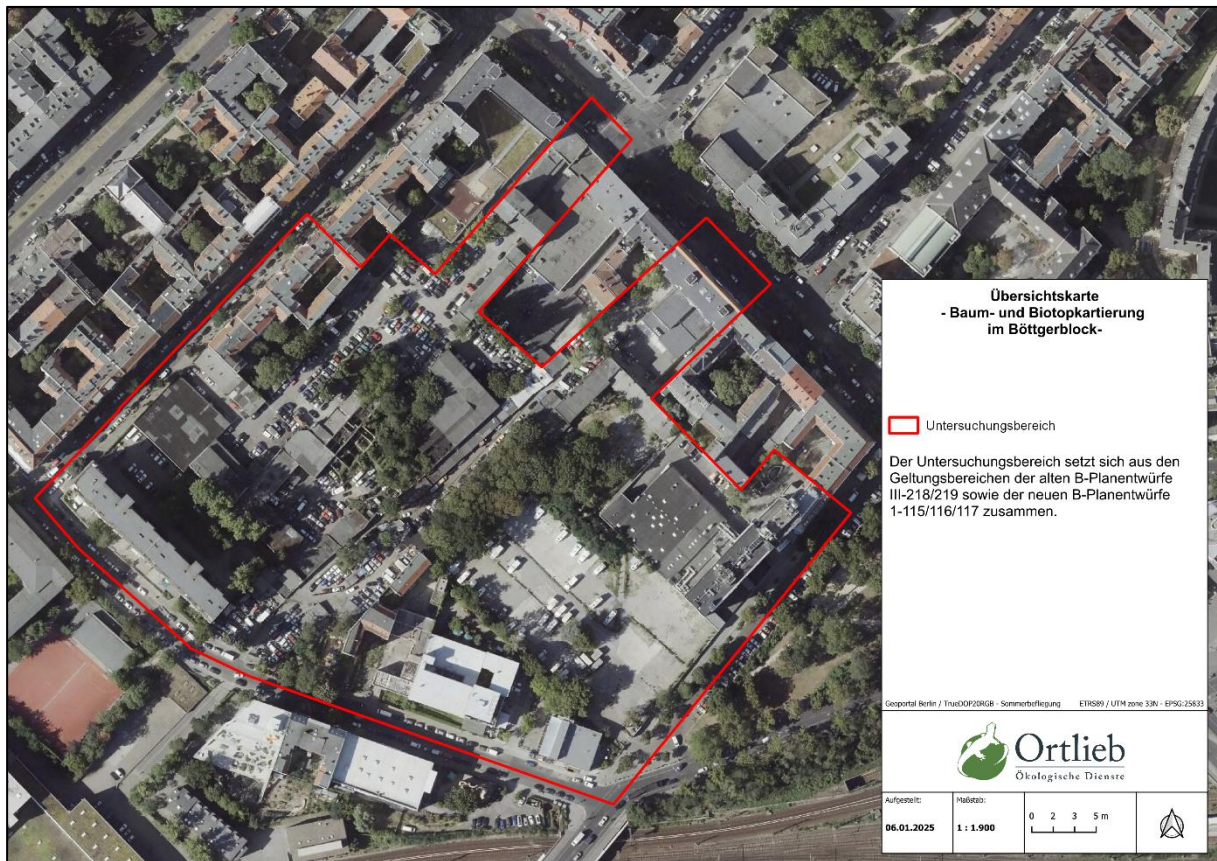 Übersichtskarte
- Baum- und Biotopkartierung
im Böttgerblock-
Untersuchungsbereich
Der Untersuchungsbereich setzt sich aus den
Geltungsbereichen der alten B-Planentwürfe
III-218/219 sowie der neuen B-Planentwürfe
1-115/116/117 zusammen.
Geoportal Berlin / TrueDOP20RGB - Sommerbefliegung ETRS89 / UTM zone 33N - EPSG:25833
Ortlieb
Ökologische Dienste
Aufgestellt:
06.01.2025
Maßstab:
1 : 1.900
0 2 3 5 m